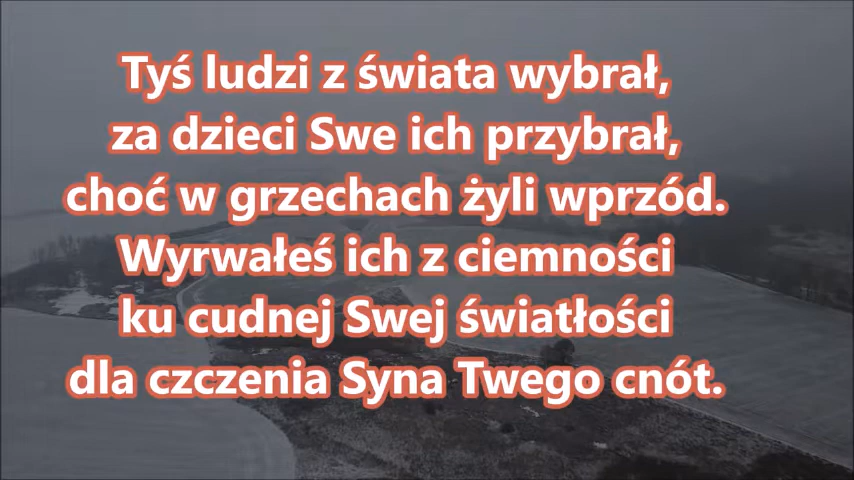 Tyś ludzi z świata wybrał,
za dzieci Swe ich przybrał,
choć w grzechach żyli wprzód.
Wyrwałeś ich z ciemności
ku cudnej Swej światłości
dla czczenia Syna Twego cnót.